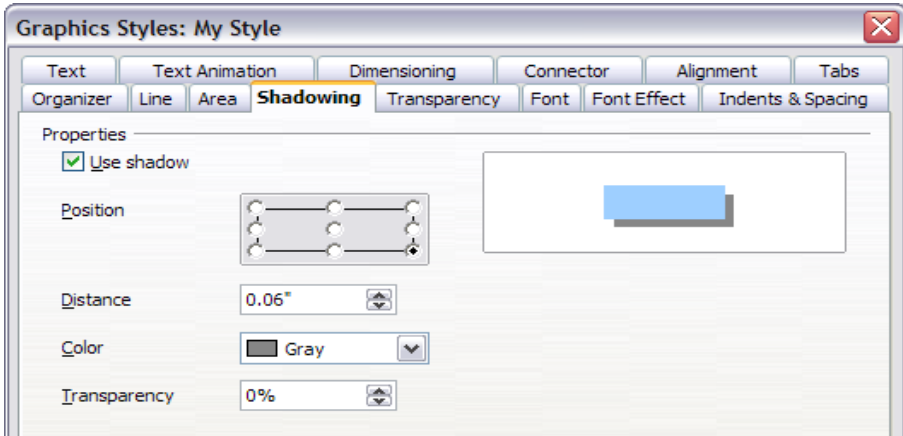 Graphics Styles: My Style
Text Text Animation Dimensioning Connector Alignment Tabs
Organizer Line Area Shadowing Transparency Font Font Effect Indents & Spacing
Properties
Use shadow
Position
Distance 0.06"
Color Gray
Transparency 0%